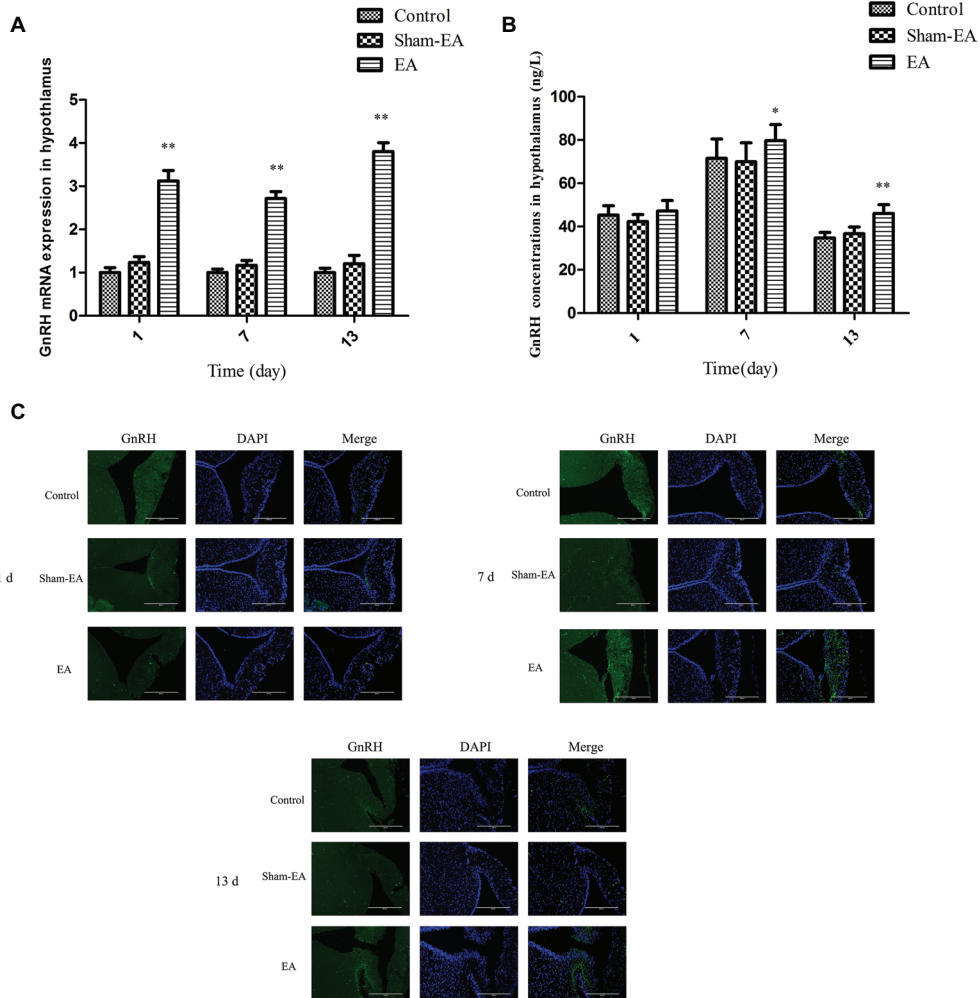 A
Control
Sham-EA
EA
GnRH mRNA expression in hypothlamus
5
4
3
2
1
0
**
**
**
1
7
13
Time (day)
B
Control
Sham-EA
EA
GnRH concentrations in hypothalamus (ng/L)
100
80
60
40
20
0
*
**
1
7
13
Time(day)
C
GnRH DAPI Merge
Control
d Sham-EA
EA
GnRH DAPI Merge
Control
7 d Sham-EA
EA
GnRH DAPI Merge
Control
13 d Sham-EA
EA